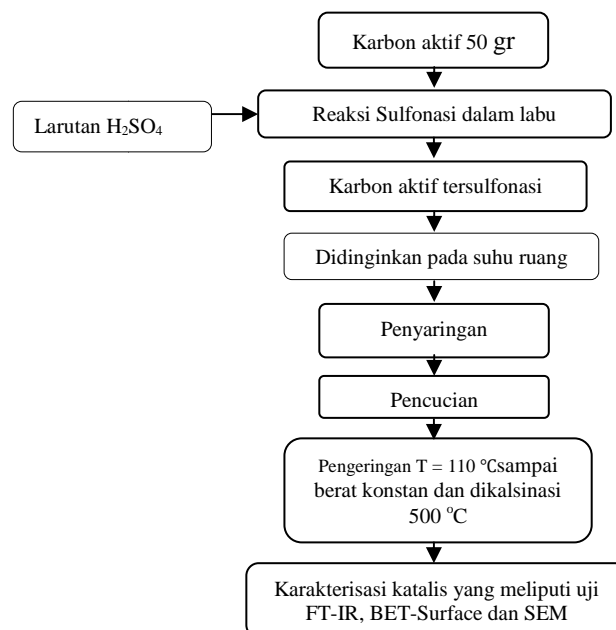 Karbon aktif 50 gr
Larutan H₂SO₄
Reaksi Sulfonasi dalam labu
Karbon aktif tersulfonasi
Didinginkan pada suhu ruang
Penyaringan
Pencucian
Pengeringan T = 110 °Csampai
berat konstan dan dikalsinasi
500 °C
Karakterisasi katalis yang meliputi uji
FT-IR, BET-Surface dan SEM